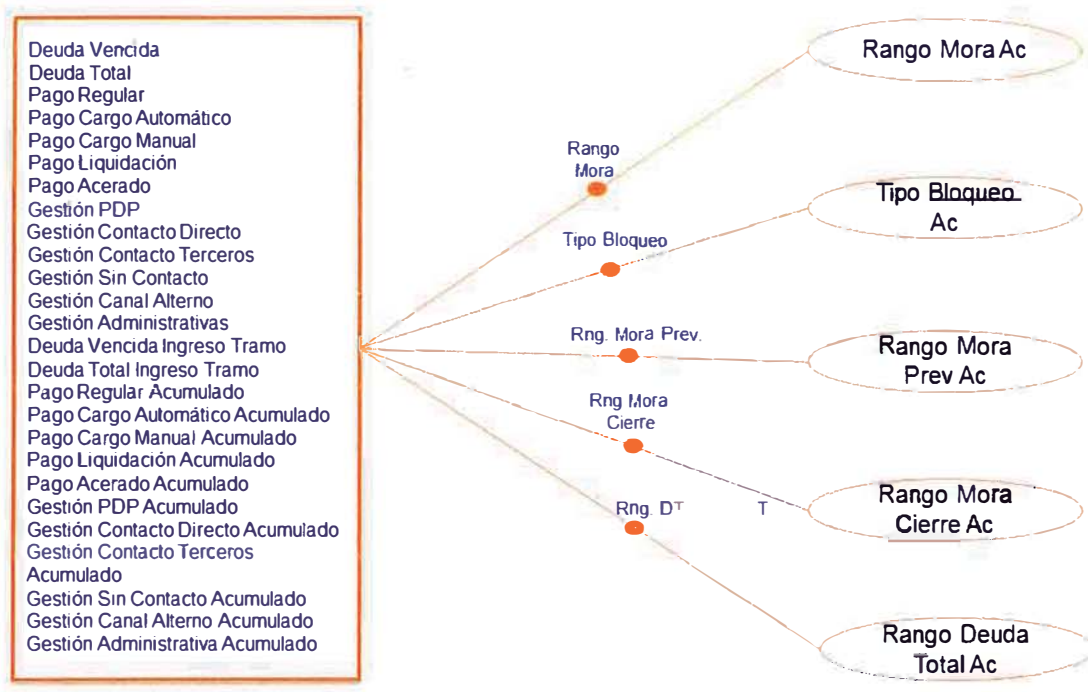 Deuda Vencida
Deuda Total
Pago Regular
Pago Cargo Automático
Pago Cargo Manual
Pago Liquidación
Pago Acerado
Gestión PDP
Gestión Contacto Directo
Gestión Contacto Terceros
Gestión Sin Contacto
Gestión Canal Alterno
Gestión Administrativas
Deuda Vencida Ingreso Tramo
Deuda Total Ingreso Tramo
Pago Regular Acumulado
Pago Cargo Automático Acumulado
Pago Cargo Manual Acumulado
Pago Liquidación Acumulado
Pago Acerado Acumulado
Gestión PDP Acumulado
Gestión Contacto Directo Acumulado
Gestión Contacto Terceros
Acumulado
Gestión Sin Contacto Acumulado
Gestión Canal Alterno Acumulado
Gestión Administrativa Acumulado
Rango
Mora
Tipo Bloqueo
Rng. Mora Prev.
Rng Mora
Cierre
Rng. DT T
Rango Mora Ac
Tipo Bloqueo
Ac
Rango Mora
Prev Ac
Rango Mora
Cierre Ac
Rango Deuda
Total Ac